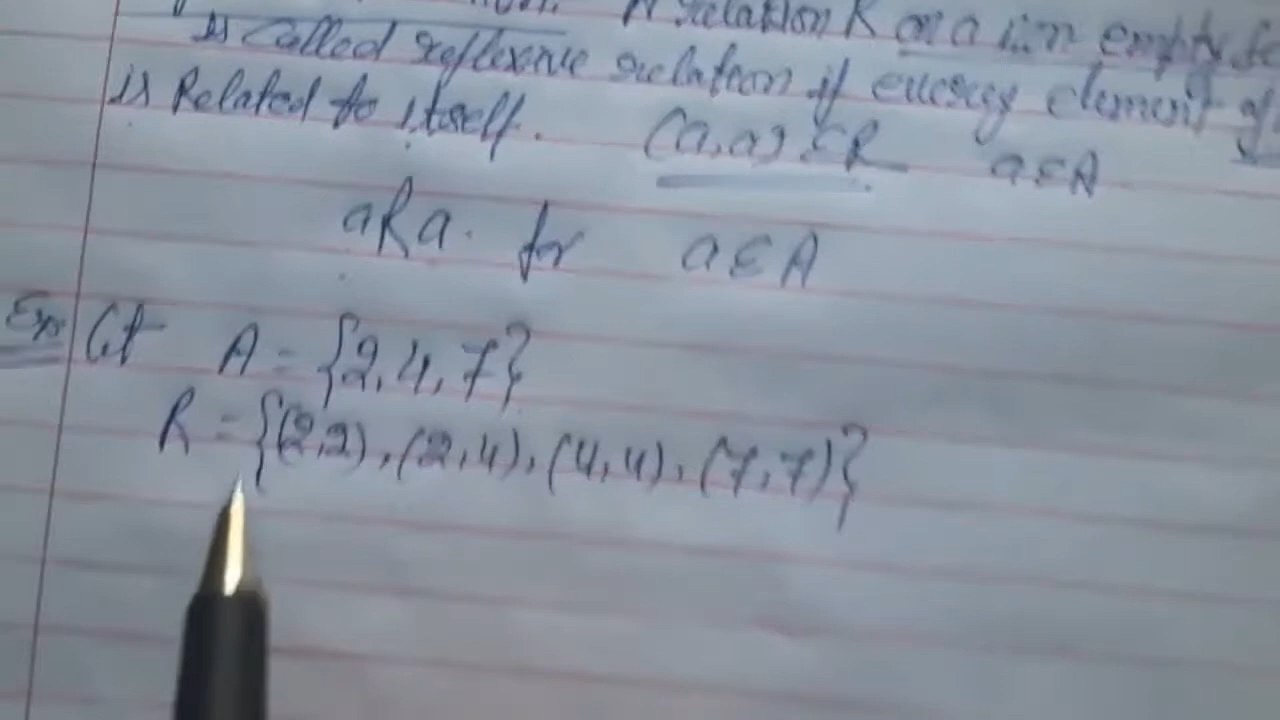 A relation R on a non empty Se
is called reflexive relation if every element of
is Related to itself. (a,a) ∈ R a ∈ A
aRa. for a ∈ A
Ex Let A = {2,4,7}
R = {(2,2),(2,4),(4,4),(7,7)}